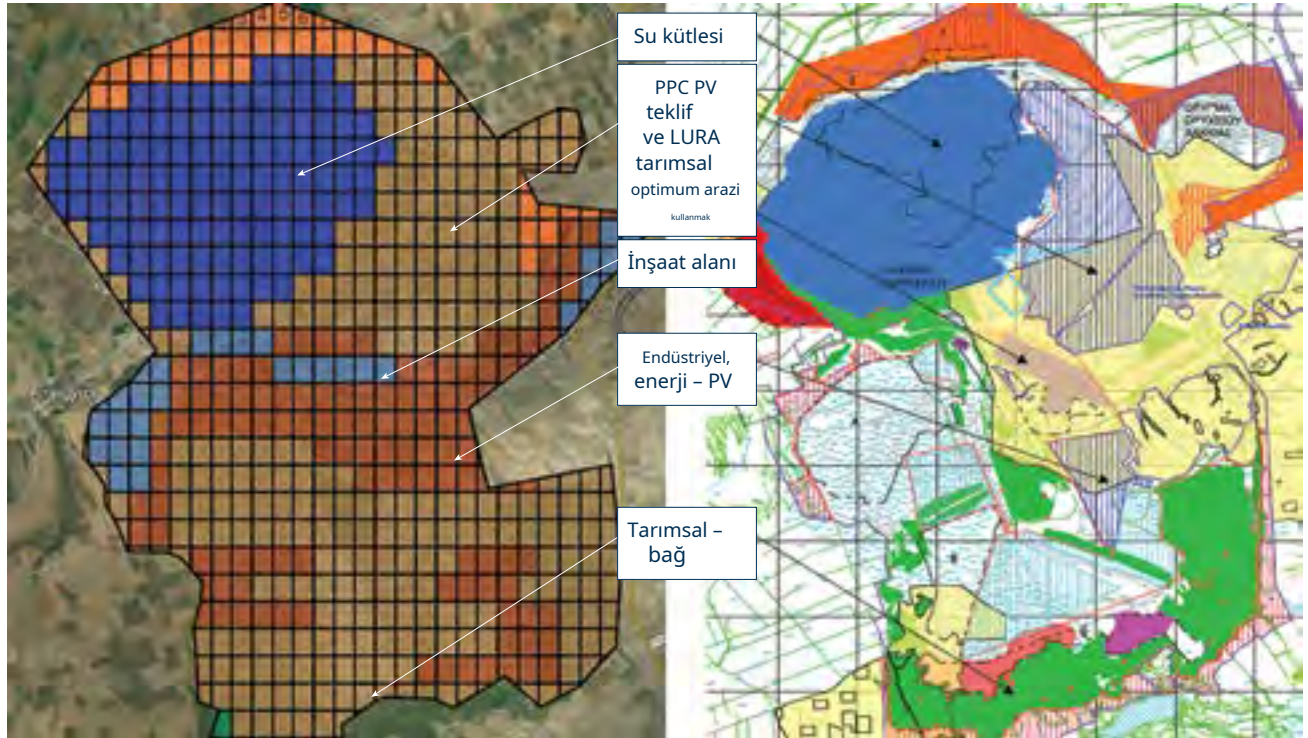 Su kütlesi
PPC PV
teklif
ve LURA
tarımsal
optimum arazi
kullanmak
İnşaat alanı
Endüstriyel,
enerji – PV
Tarımsal –
bağ